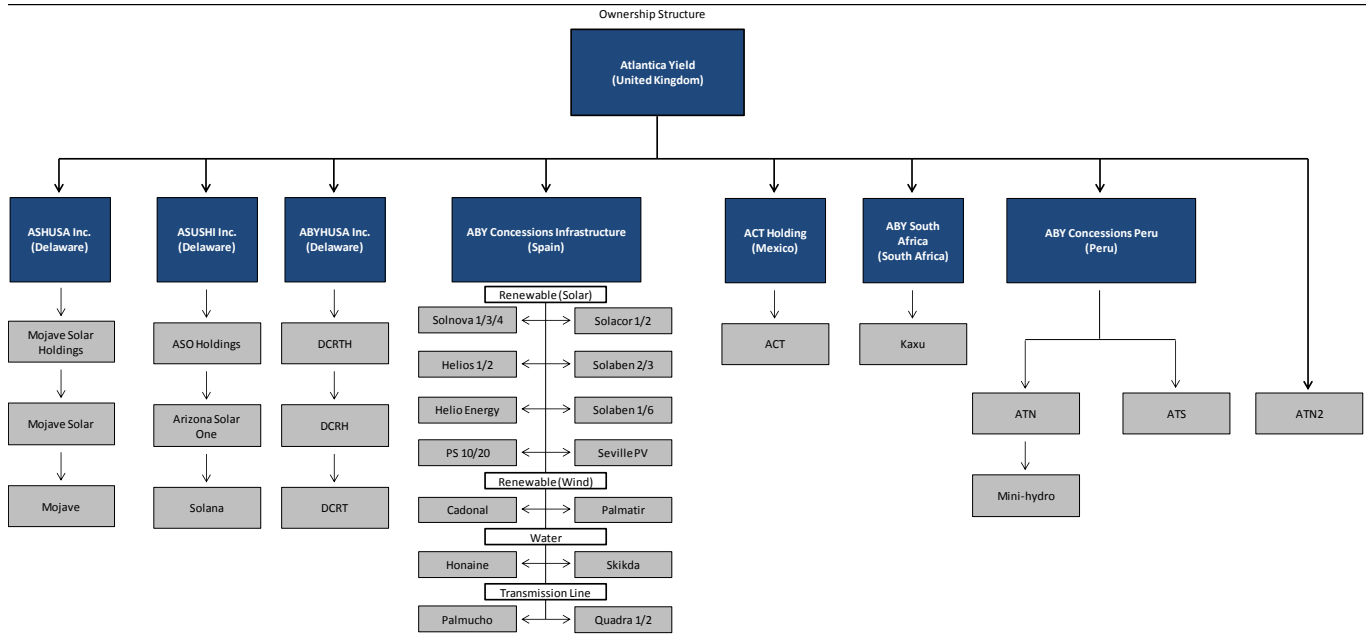 Ownership Structure
Atlantica Yield
(United Kingdom)
ASHUSA Inc.
(Delaware)
ASUSHI Inc.
(Delaware)
ABYHUSA Inc.
(Delaware)
ABY Concessions Infrastructure
(Spain)
ACT Holding
(Mexico)
ABY South
Africa
(South Africa)
ABY Concessions Peru
(Peru)
Mojave Solar
Holdings
Mojave Solar
Mojave
ASO Holdings
Arizona Solar
One
Solana
DCRTH
DCRH
DCRT
Renewable (Solar)
Solnova 1/3/4
Solacor 1/2
Helios 1/2
Solaben 2/3
Helio Energy
Solaben 1/6
PS 10/20
Seville PV
Renewable (Wind)
Cadonal
Palmatir
Water
Honaine
Skikda
Transmission Line
Palmucho
Quadra 1/2
ACT
Kaxu
ATN
Mini-hydro
ATS
ATN2